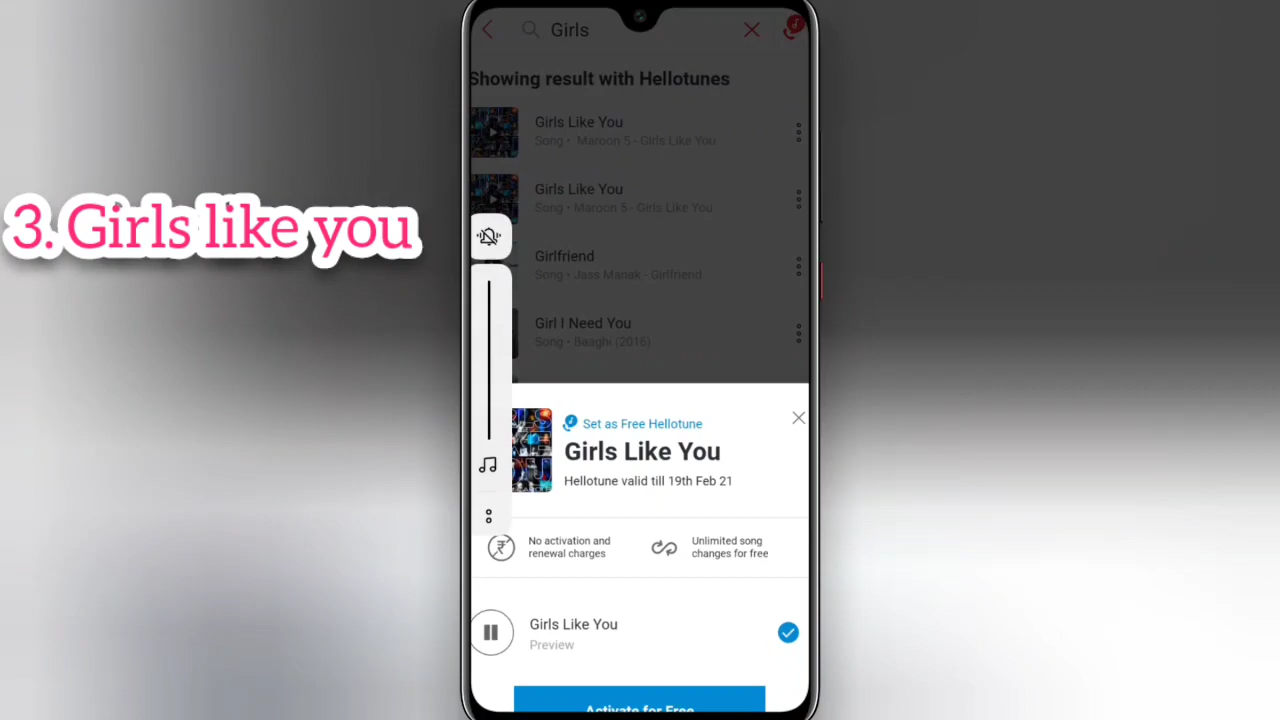 Girls
Showing result with Hellotunes
Girls Like You
Song • Maroon 5 - Girls Like You
Girls Like You
Song • Maroon 5 - Girls Like You
3. Girls like you
Girlfriend
Song • Jass Manak - Girlfriend
Girl I Need You
Song • Baaghi (2016)
Set as Free Hellotune
Girls Like You
Hellotune valid till 19th Feb 21
No activation and
renewal charges
Unlimited song
changes for free
Girls Like You
Preview
Activate for Free